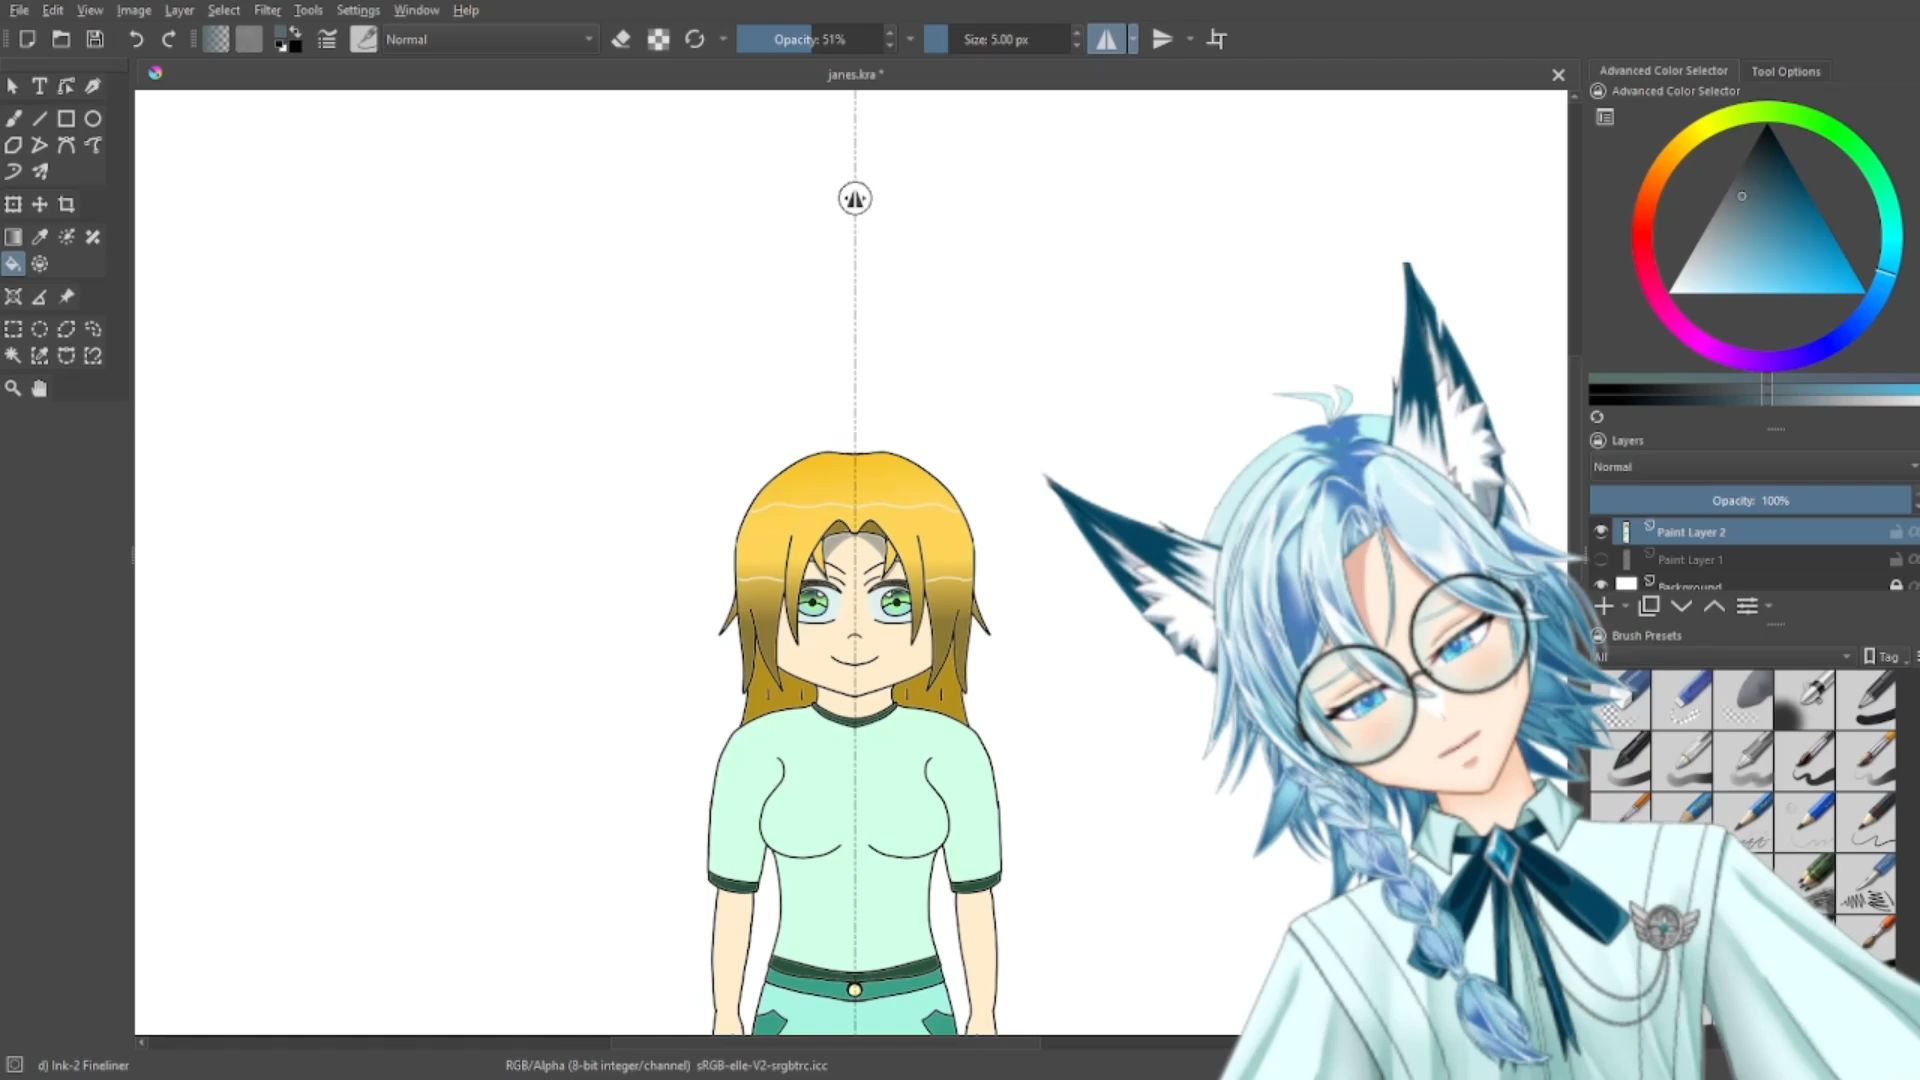 File Edit View Image Layer Select Filter Tools Settings Window Help
Normal Opacity: 51% Size: 5.00 px
janes.kra *
Advanced Color Selector Tool Options
Advanced Color Selector
Layers
Normal
Opacity: 100%
Paint Layer 2
Paint Layer 1
Background
Brush Presets
All Tag
d) Ink-2 Fineliner RGB/Alpha (8-bit integer/channel) sRGB-elle-V2-srgbtrc.icc